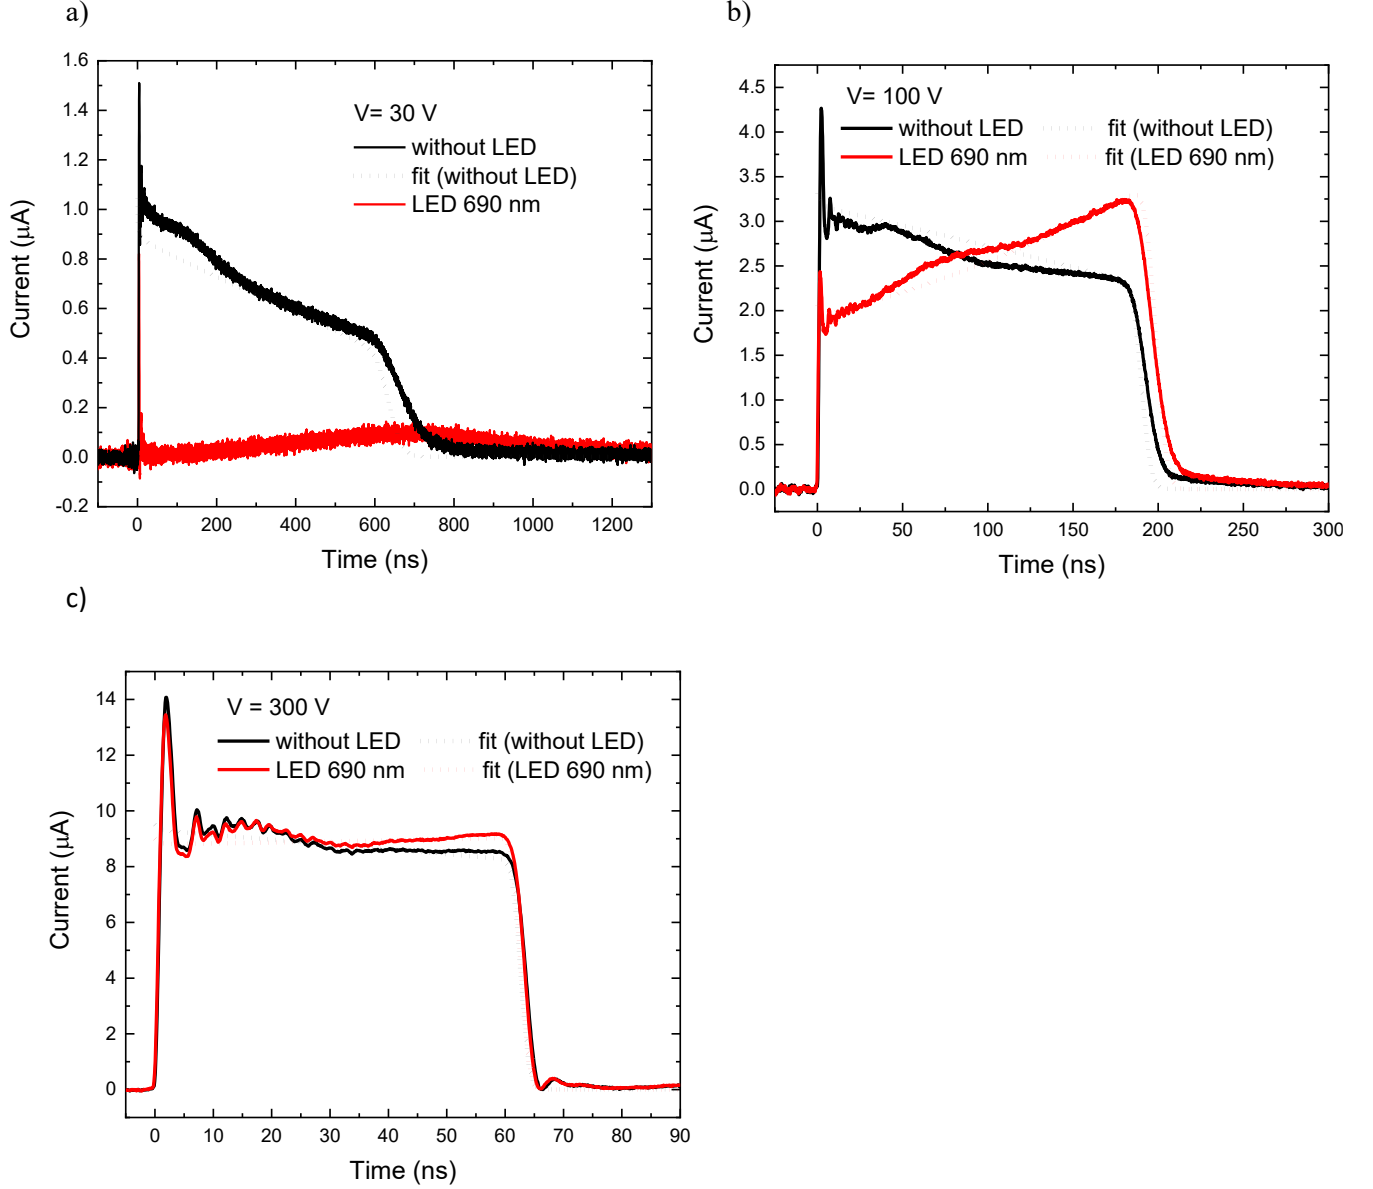 a)
1.6
1.4
1.2
1.0
0.8
0.6
0.4
0.2
0.0
-0.2
Current (μA)
V= 30 V
without LED
fit (without LED)
LED 690 nm
0 200 400 600 800 1000 1200
Time (ns)
b)
4.5
4.0
3.5
3.0
2.5
2.0
1.5
1.0
0.5
0.0
Current (μA)
V= 100 V
without LED fit (without LED)
LED 690 nm fit (LED 690 nm)
0 50 100 150 200 250 300
Time (ns)
c)
14
12
10
8
6
4
2
0
Current (μA)
V = 300 V
without LED fit (without LED)
LED 690 nm fit (LED 690 nm)
0 10 20 30 40 50 60 70 80 90
Time (ns)